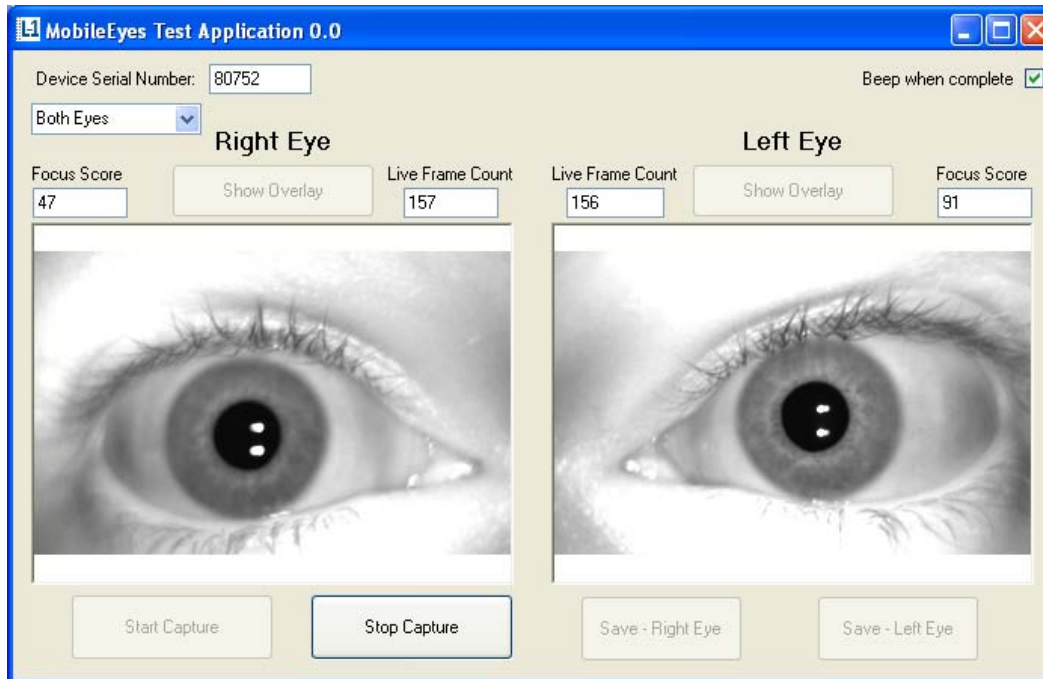 L-1 MobileEyes Test Application 0.0
Device Serial Number: 80752
Beep when complete
Both Eyes
Right Eye
Left Eye
Focus Score
Show Overlay
Live Frame Count
Live Frame Count
Show Overlay
Focus Score
47
157
156
91
Start Capture
Stop Capture
Save - Right Eye
Save - Left Eye